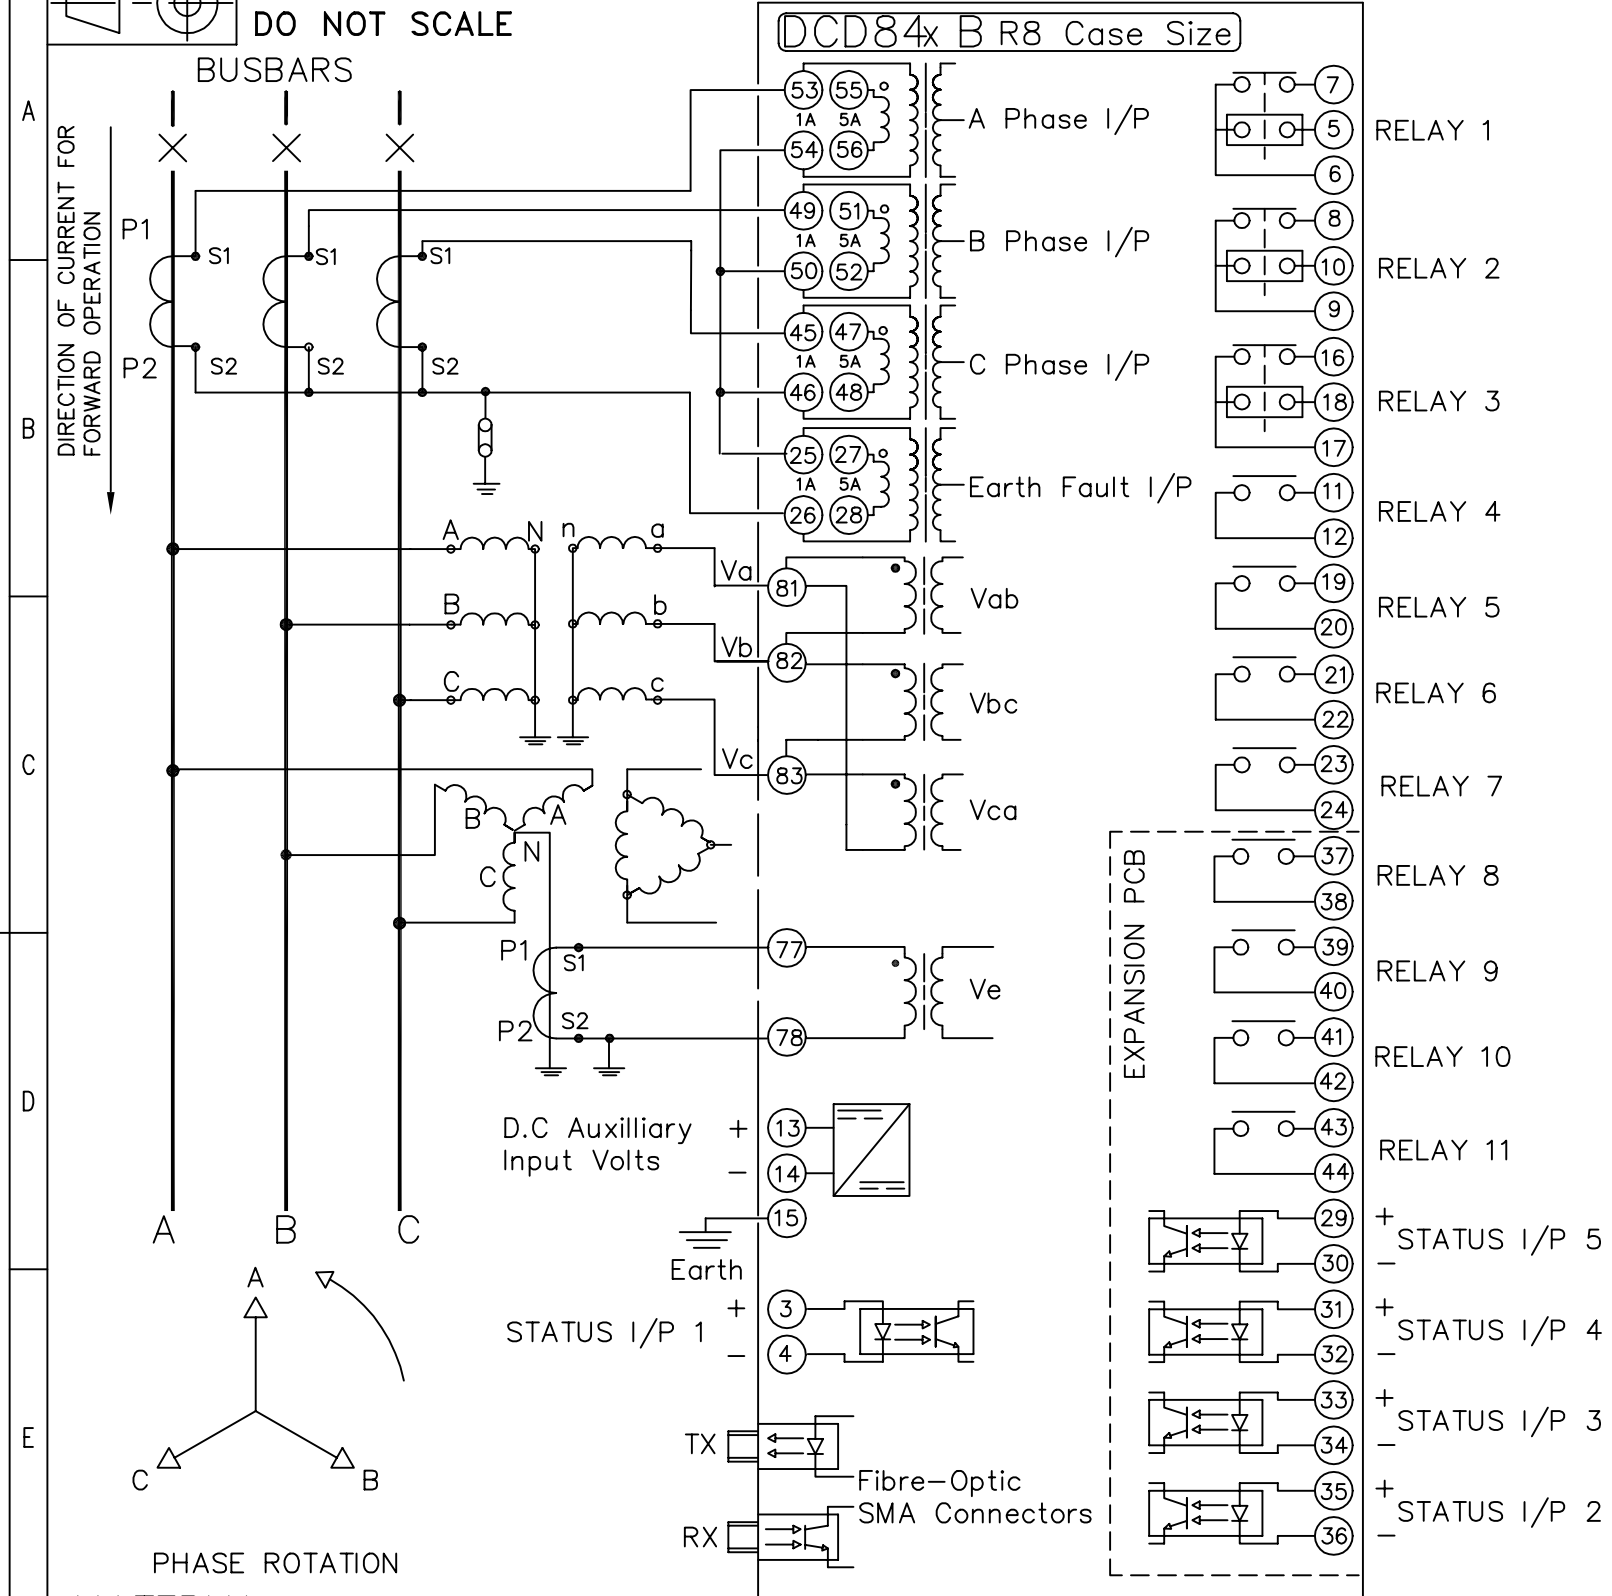 DO NOT SCALE
DCD84x B R8 Case Size
BUSBARS
A
B
C
D
E
DIRECTION OF CURRENT FOR
FORWARD OPERATION
P1
P2
S1
S1
S1
S2
S2
S2
53 55
1A 5A
54 56
A Phase I/P
49 51
1A 5A
50 52
B Phase I/P
45 47
1A 5A
46 48
C Phase I/P
25 27
1A 5A
26 28
Earth Fault I/P
A N n a
B b
C c
Va 81
Vab
Vb 82
Vbc
Vc 83
Vca
B A
N
C
P1 S1
P2 S2
77
78
Ve
D.C Auxilliary
Input Volts
+ 13
- 14
15
Earth
STATUS I/P 1
+ 3
- 4
TX
RX
Fibre-Optic
SMA Connectors
A B C
A
C
B
PHASE ROTATION
7
5 RELAY 1
6
8
10 RELAY 2
9
16
18 RELAY 3
17
11
RELAY 4
12
19
RELAY 5
20
21
RELAY 6
22
23
RELAY 7
24
EXPANSION PCB
37
RELAY 8
38
39
RELAY 9
40
41
RELAY 10
42
43
RELAY 11
44
29 +
STATUS I/P 5
30 -
31 +
STATUS I/P 4
32 -
33 +
STATUS I/P 3
34 -
35 +
STATUS I/P 2
36 -